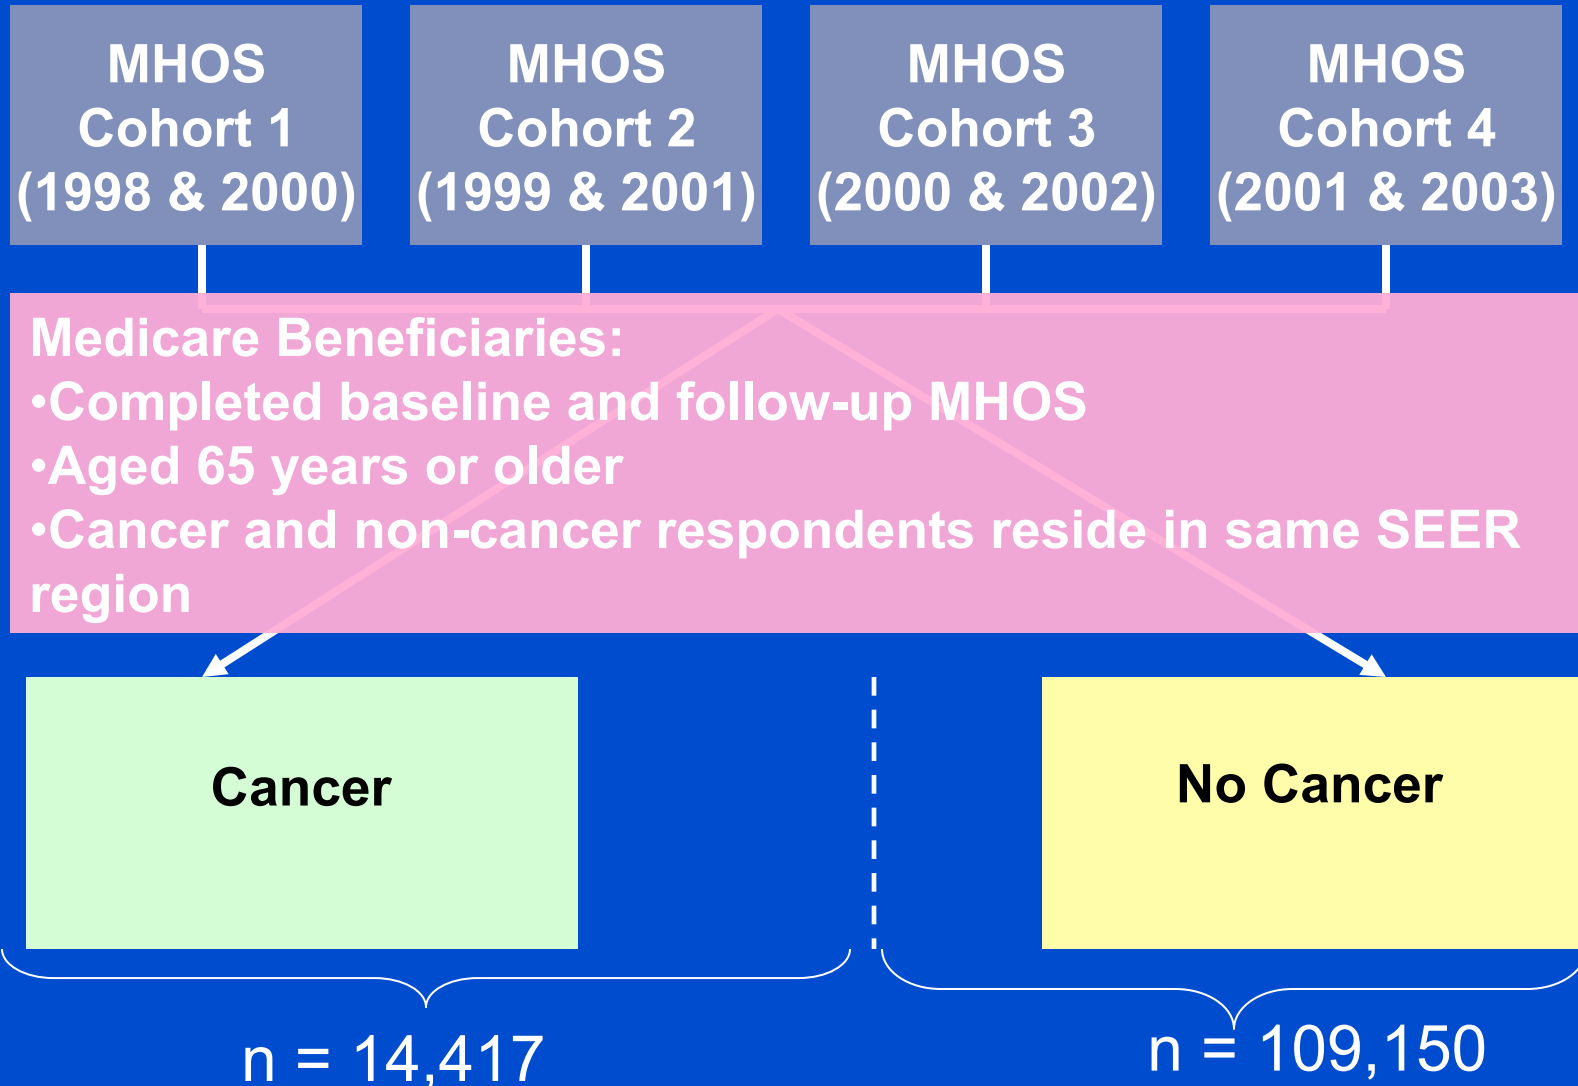 MHOS
Cohort 1
(1998 & 2000)
MHOS
Cohort 2
(1999 & 2001)
MHOS
Cohort 3
(2000 & 2002)
MHOS
Cohort 4
(2001 & 2003)
Medicare Beneficiaries:
•Completed baseline and follow-up MHOS
•Aged 65 years or older
•Cancer and non-cancer respondents reside in same SEER
region
Cancer
No Cancer
n = 14,417
n = 109,150